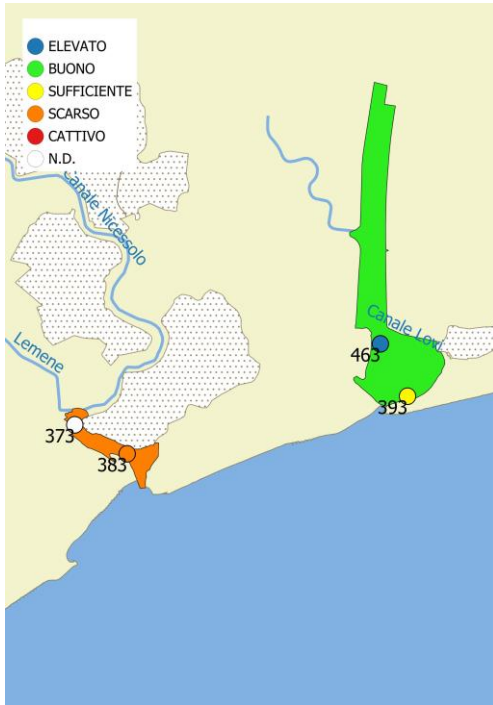 ELEVATO
BUONO
SUFFICIENTE
SCARSO
CATTIVO
N.D.
Canale Nicessolo
Canale Lovi
Lemene
463
393
373
383